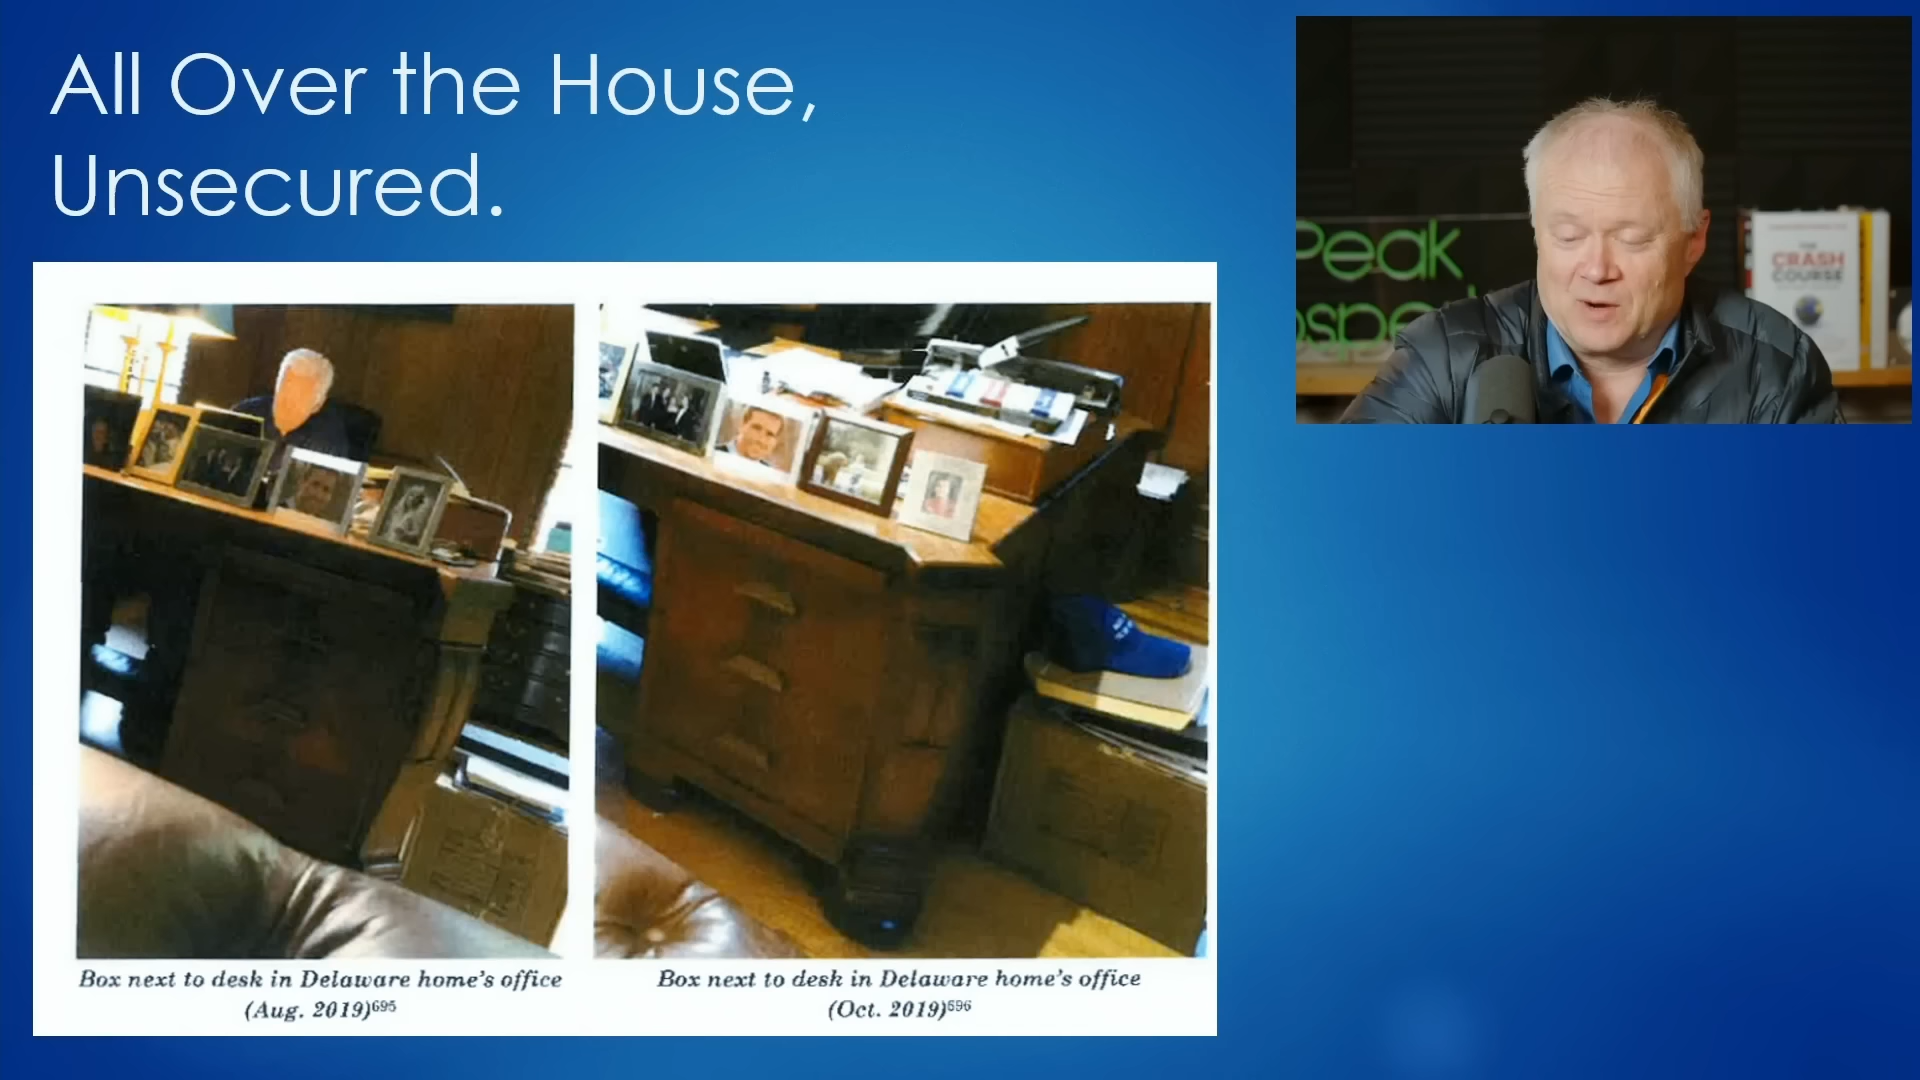 All Over the House,
Unsecured.
Peak
THE
CRASH
COURSE
Box next to desk in Delaware home's office
(Aug. 2019)⁶⁹⁵
Box next to desk in Delaware home's office
(Oct. 2019)⁶⁹⁶